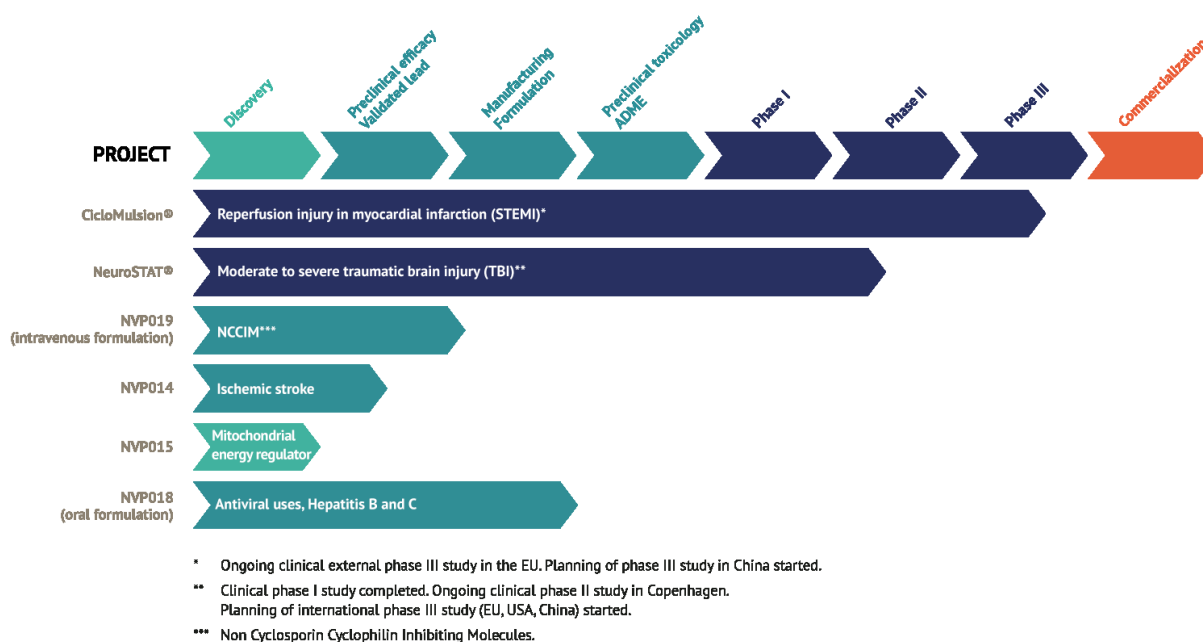 Discovery
Preclinical efficacy
Validated lead
Manufacturing
Formulation
Preclinical toxicology
ADME
Phase I
Phase II
Phase III
Commercialization
PROJECT
CicloMulsion®
Reperfusion injury in myocardial infarction (STEMI)*
NeuroSTAT®
Moderate to severe traumatic brain injury (TBI)**
NVP019
(intravenous formulation)
NCCIM***
NVP014
Ischemic stroke
NVP015
Mitochondrial
energy regulator
NVP018
(oral formulation)
Antiviral uses, Hepatitis B and C
* Ongoing clinical external phase III study in the EU. Planning of phase III study in China started.
** Clinical phase I study completed. Ongoing clinical phase II study in Copenhagen.
Planning of international phase III study (EU, USA, China) started.
*** Non Cyclosporin Cyclophilin Inhibiting Molecules.